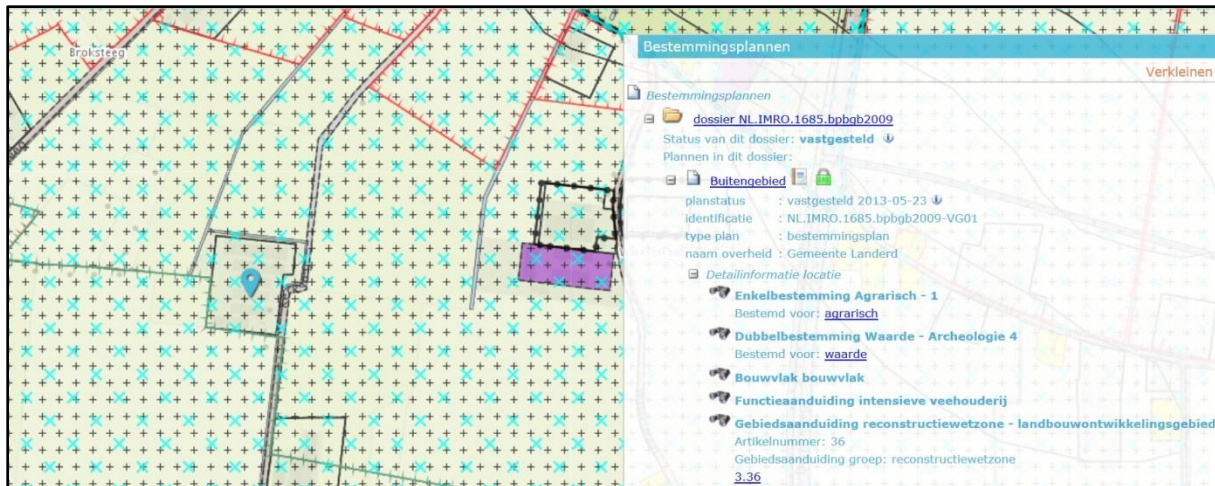 Broksteeg
Bestemmingsplannen
Verkleinen
Bestemmingsplannen
dossier NL.IMRO.1685.bpbgb2009
Status van dit dossier: vastgesteld
Plannen in dit dossier:
Buitengebied
planstatus : vastgesteld 2013-05-23
identificatie : NL.IMRO.1685.bpbgb2009-VG01
type plan : bestemmingsplan
naam overheid : Gemeente Landerd
Detailinformatie locatie
Enkelbestemming Agrarisch - 1
Bestemd voor: agrarisch
Dubbelbestemming Waarde - Archeologie 4
Bestemd voor: waarde
Bouwvlak bouwvlak
Functieaanduiding intensieve veehouderij
Gebiedsaanduiding reconstructiewetzone - landbouwontwikkelingsgebied
Artikelnummer: 36
Gebiedsaanduiding groep: reconstructiewetzone
3.36